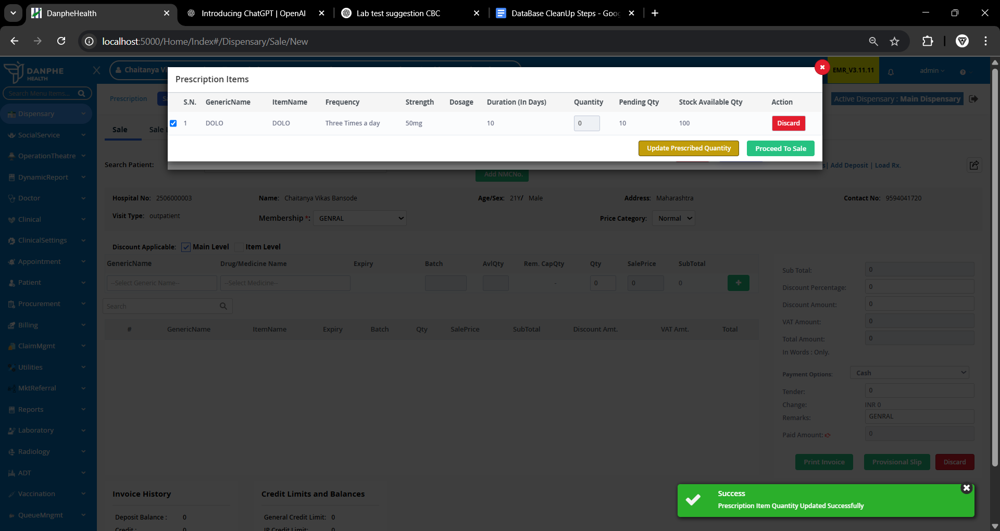 DanpheHealth
Introducing ChatGPT | OpenAI
Lab test suggestion CBC
DataBase CleanUp Steps - Goog
localhost:5000/Home/Index#/Dispensary/Sale/New
DANPHE
HEALTH
Chaitanya Vi
EMR_V3.11.11
admin
Search Menu Items...
Prescription
Active Dispensary : Main Dispensary
Prescription Items
S.N. GenericName ItemName Frequency Strength Dosage Duration (In Days) Quantity Pending Qty Stock Available Qty Action
1 DOLO DOLO Three Times a day 50mg 10 0 10 100 Discard
Update Prescribed Quantity Proceed To Sale
Dispensary
SocialService
OperationTheatre
DynamicReport
Doctor
Clinical
ClinicalSettings
Appointment
Patient
Procurement
Billing
ClaimMgmt
Utilities
MktReferral
Reports
Laboratory
Radiology
ADT
Vaccination
QueueMngmt
Sale Sale
Search Patient:
s| Add Deposit | Load Rx.
Add NMCNo.
Hospital No: 2506000003 Name: Chaitanya Vikas Bansode Age/Sex: 21Y/ Male Address: Maharashtra Contact No: 9594041720
Visit Type: outpatient Membership *: GENRAL Price Category: Normal
Discount Applicable: Main Level Item Level
GenericName Drug/Medicine Name Expiry Batch AvlQty Rem. CapQty Qty SalePrice SubTotal
--Select Generic Name-- --Select Medicine-- - 0 0 0 +
Search
# GenericName ItemName Expiry Batch Qty SalePrice SubTotal Discount Amt. VAT Amt. Total
Sub Total: 0
Discount Percentage: 0
Discount Amount: 0
VAT Amount: 0
Total Amount: 0
In Words : Only.
Payment Options: Cash
Tender: 0
Change: INR 0
Remarks: GENRAL
Paid Amount: 0
Print Invoice Provisional Slip Discard
Invoice History
Deposit Balance : 0
Credit : 0
Credit Limits and Balances
General Credit Limit: 0
IP Credit Limit: 0
Success
Prescription Item Quantity Updated Successfully